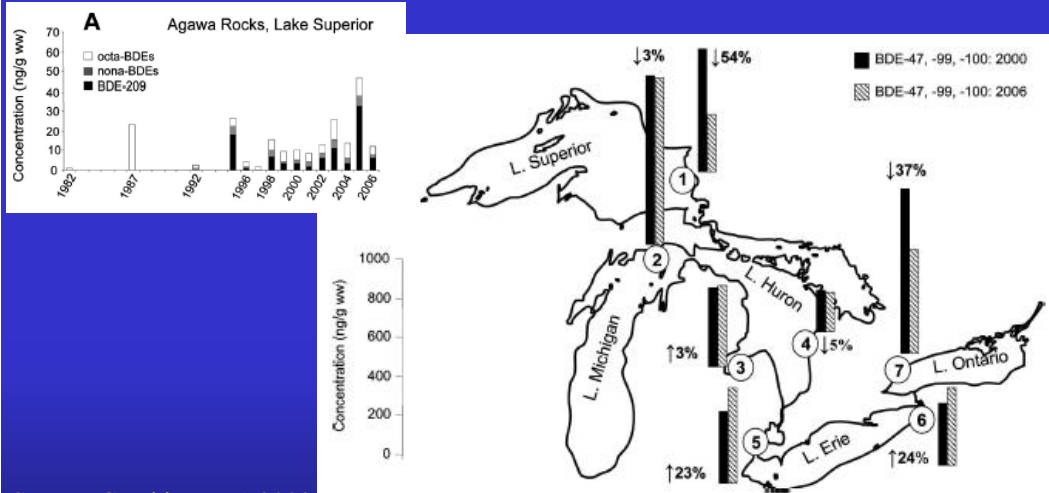 A
Agawa Rocks, Lake Superior
Concentration (ng/g ww)
70
60
50
40
30
20
10
0
octa-BDEs
nona-BDEs
BDE-209
1982
1987
1992
1996
1998
2000
2002
2004
2006
↓3%
↓54%
BDE-47, -99, -100: 2000
BDE-47, -99, -100: 2006
L. Superior
1
↓37%
2
Concentration (ng/g ww)
1000
800
600
400
200
0
L. Huron
L. Michigan
↑3%
3
4
↓5%
7
L. Ontario
5
6
L. Erie
↑23%
↑24%